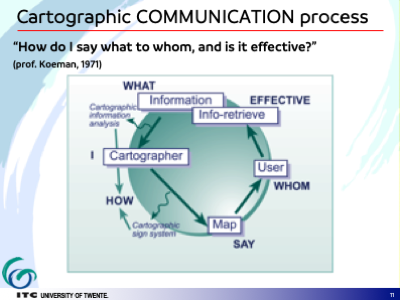 Cartographic COMMUNICATION process
“How do I say what to whom, and is it effective?”
(prof. Koeman, 1971)
WHAT
Information
EFFECTIVE
Info-retrieve
Cartographic
information
analysis
I
Cartographer
User
WHOM
HOW
Cartographic
sign system
Map
SAY
ITC UNIVERSITY OF TWENTE.
11